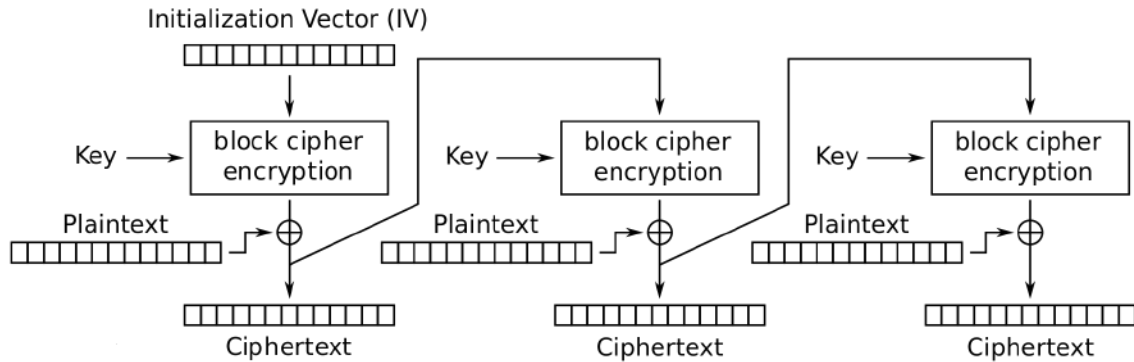 Initialization Vector (IV)
Key
block cipher
encryption
Key
block cipher
encryption
Key
block cipher
encryption
Plaintext
Plaintext
Plaintext
Ciphertext
Ciphertext
Ciphertext